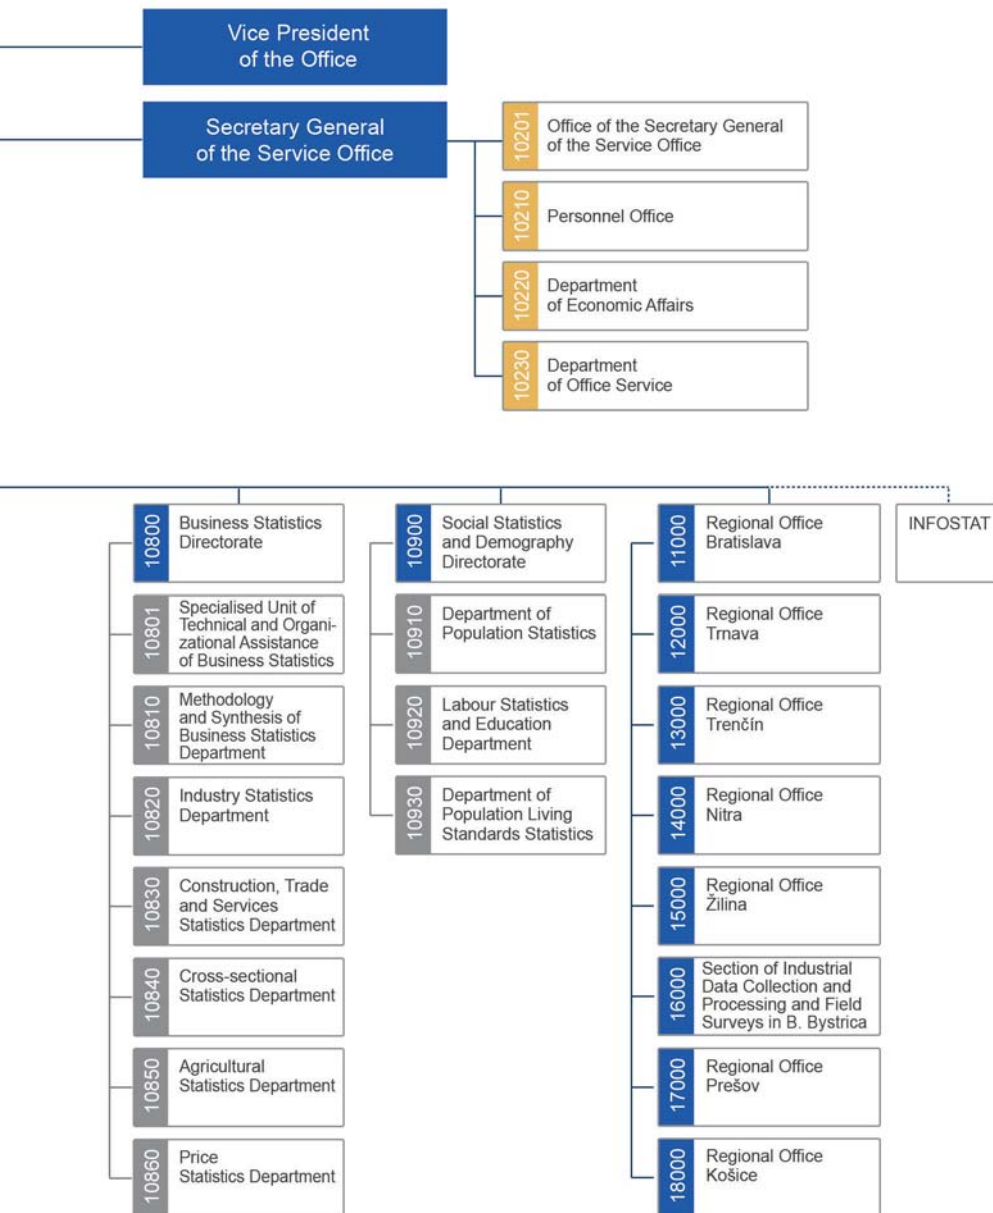 Vice President
of the Office
Secretary General
of the Service Office
10201
Office of the Secretary General
of the Service Office
10210
Personnel Office
10220
Department
of Economic Affairs
10230
Department
of Office Service
10800
Business Statistics
Directorate
10801
Specialised Unit of
Technical and Organi-
zational Assistance
of Business Statistics
10810
Methodology
and Synthesis of
Business Statistics
Department
10820
Industry Statistics
Department
10830
Construction, Trade
and Services
Statistics Department
10840
Cross-sectional
Statistics Department
10850
Agricultural
Statistics Department
10860
Price
Statistics Department
10900
Social Statistics
and Demography
Directorate
10910
Department of
Population Statistics
10920
Labour Statistics
and Education
Department
10930
Department of
Population Living
Standards Statistics
11000
Regional Office
Bratislava
12000
Regional Office
Trnava
13000
Regional Office
Trenčín
14000
Regional Office
Nitra
15000
Regional Office
Žilina
16000
Section of Industrial
Data Collection and
Processing and Field
Surveys in B. Bystrica
17000
Regional Office
Prešov
18000
Regional Office
Košice
INFOSTAT